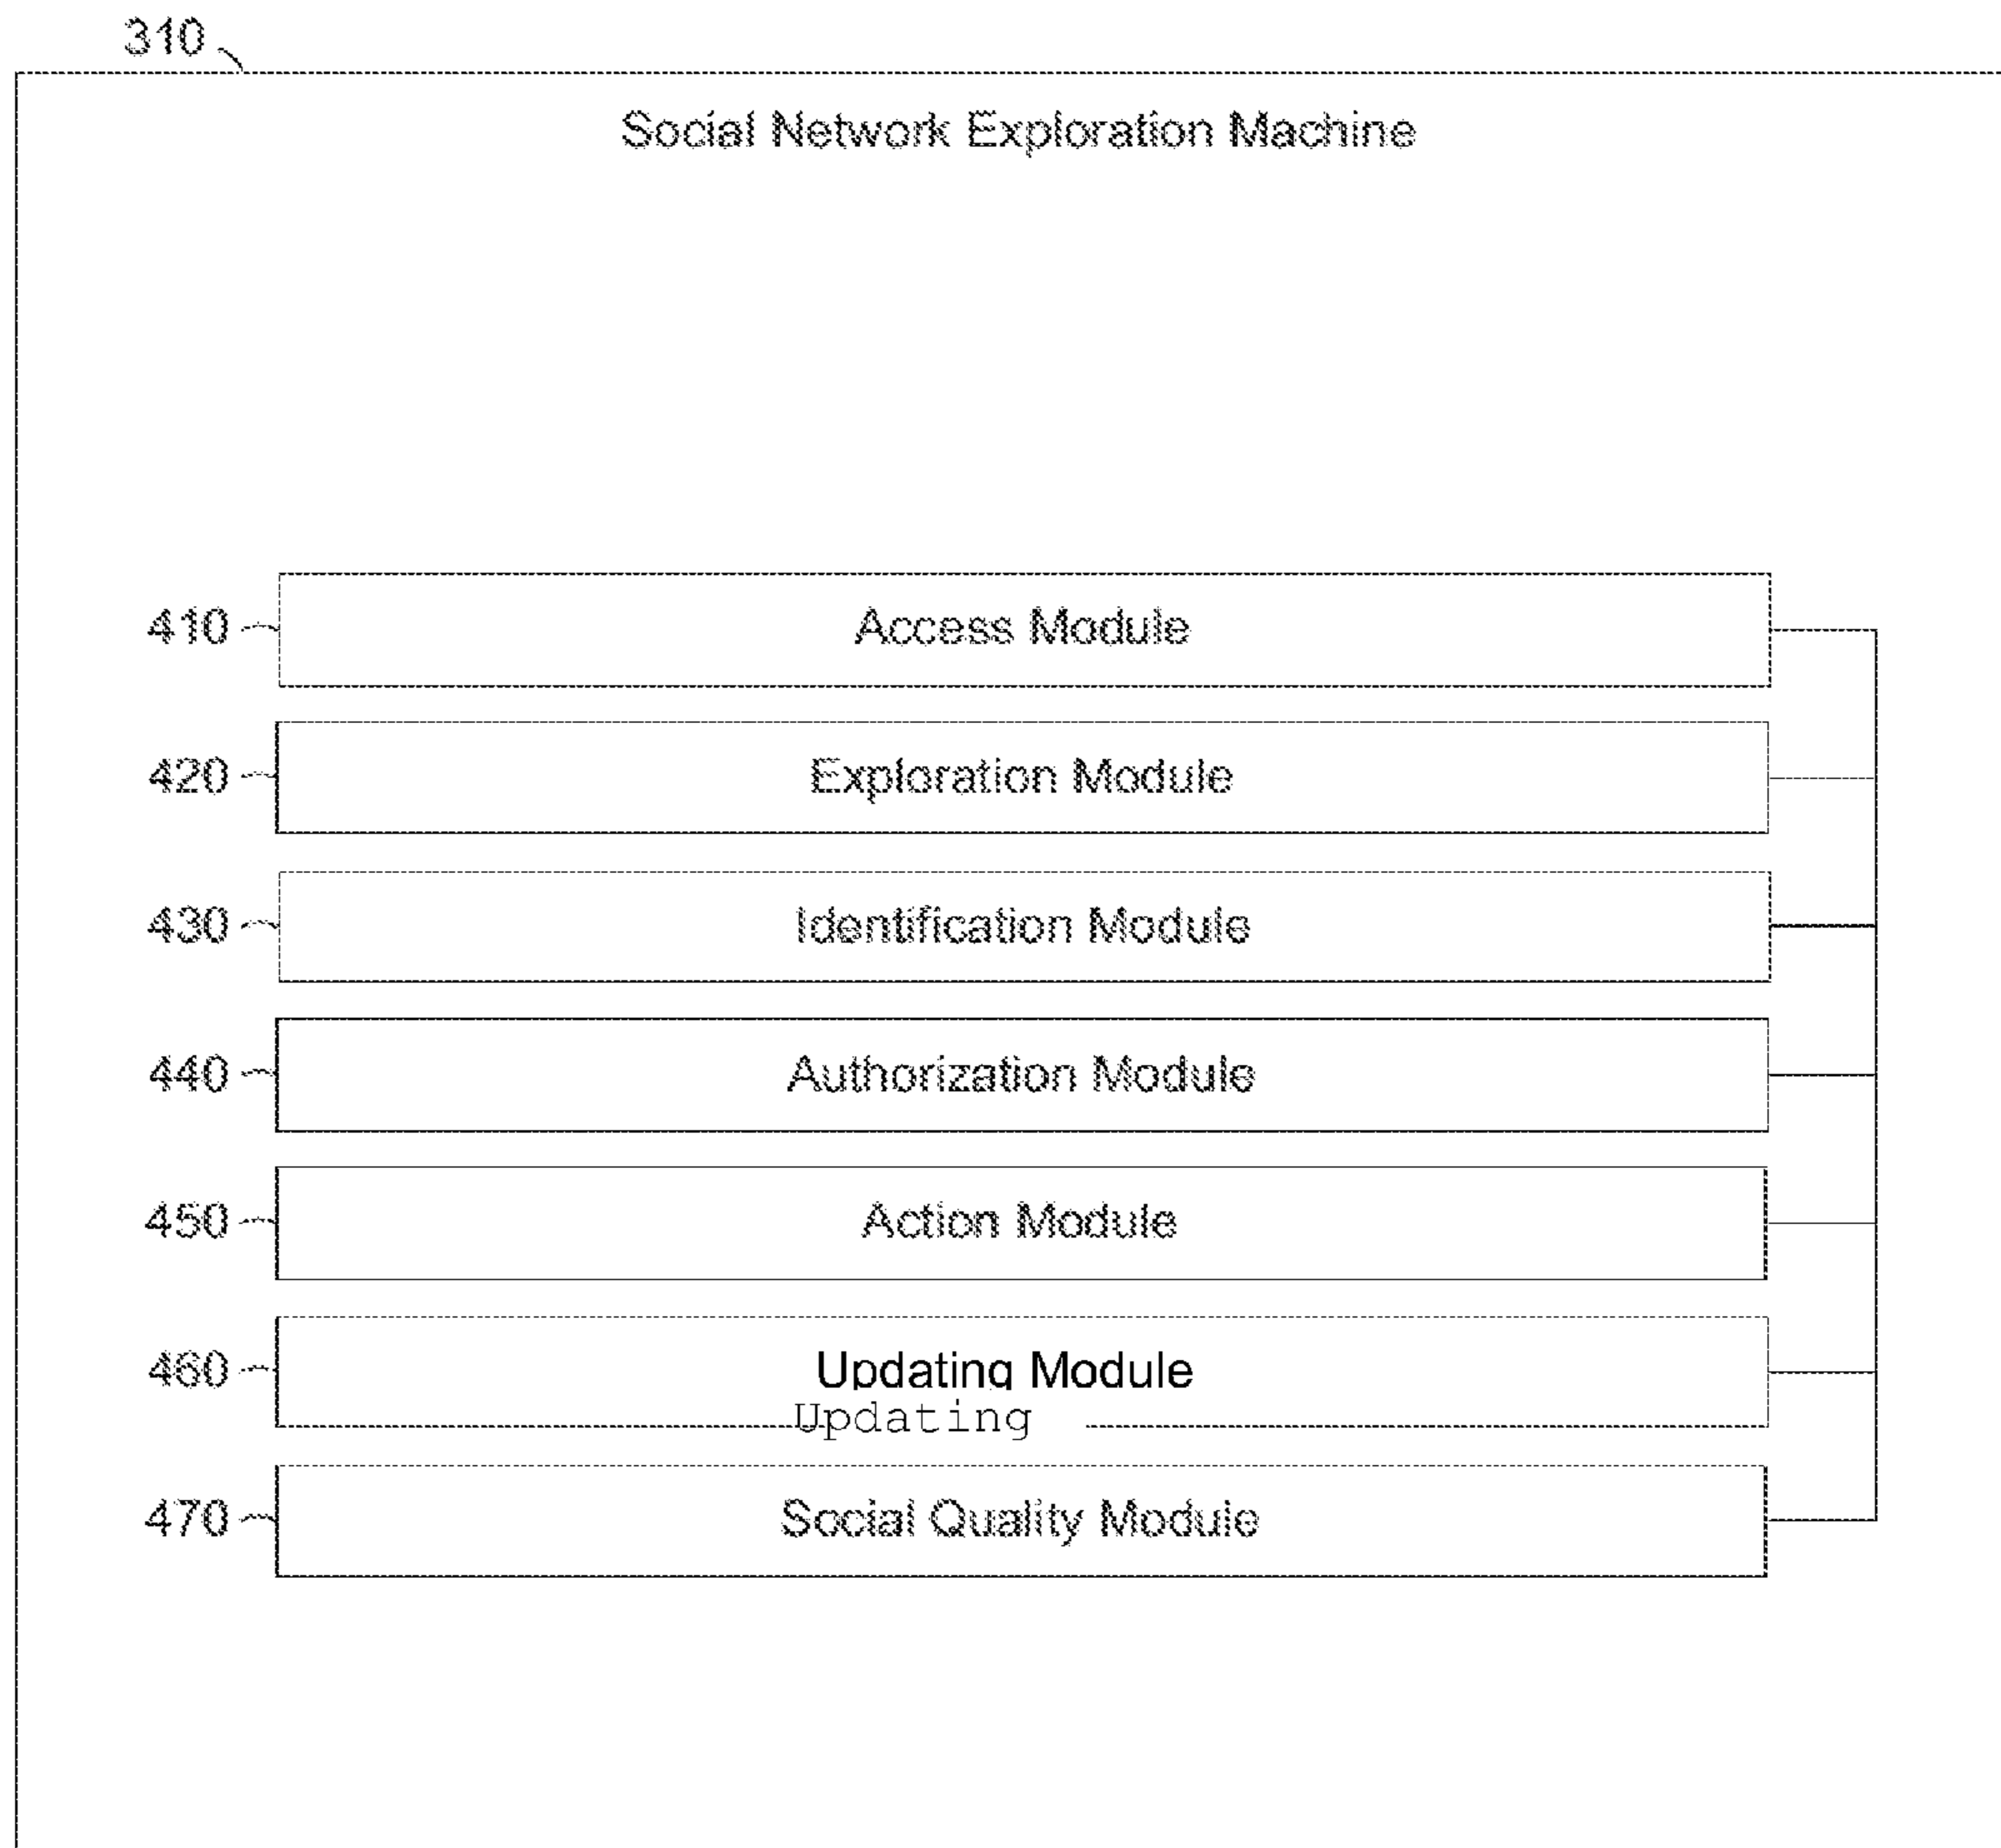 310
Social Network Exploration Machine
410 Access Module
420 Exploration Module
430 Identification Module
440 Authorization Module
450 Action Module
460 Updating Module
Updating
470 Social Quality Module